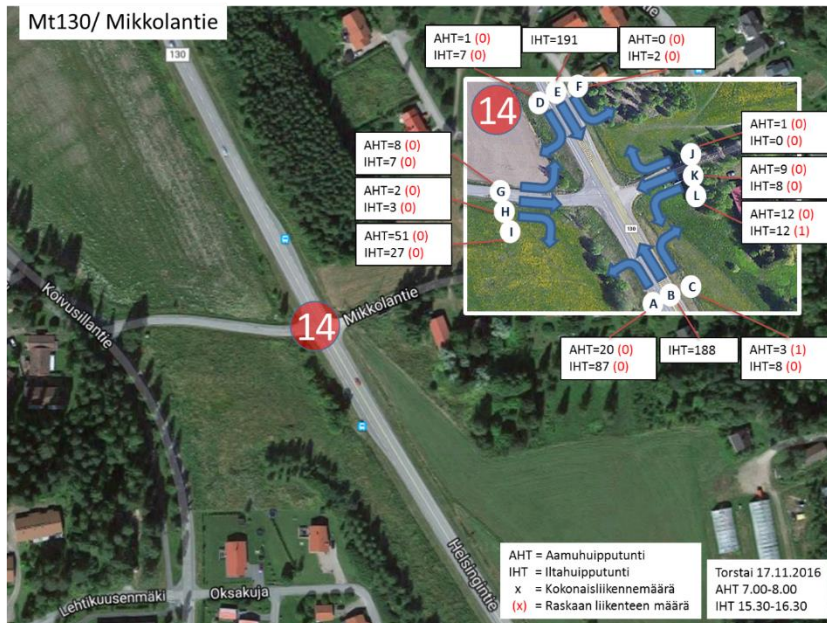 Mt130/ Mikkolantie
130
AHT=1 (0)
IHT=7 (0)
IHT=191
AHT=0 (0)
IHT=2 (0)
14
D
E
F
AHT=8 (0)
IHT=7 (0)
AHT=2 (0)
IHT=3 (0)
AHT=51 (0)
IHT=27 (0)
G
H
I
J
K
L
AHT=1 (0)
IHT=0 (0)
AHT=9 (0)
IHT=8 (0)
AHT=12 (0)
IHT=12 (1)
130
A
B
C
AHT=20 (0)
IHT=87 (0)
IHT=188
AHT=3 (1)
IHT=8 (0)
Koivusillantie
14
Mikkolantie
Helsingintie
Lehtikuusenmäki
Oksakuja
AHT = Aamuhuipputunti
IHT = Iltahuipputunti
x = Kokonaisliikennemäärä
(x) = Raskaan liikenteen määrä
Torstai 17.11.2016
AHT 7.00-8.00
IHT 15.30-16.30